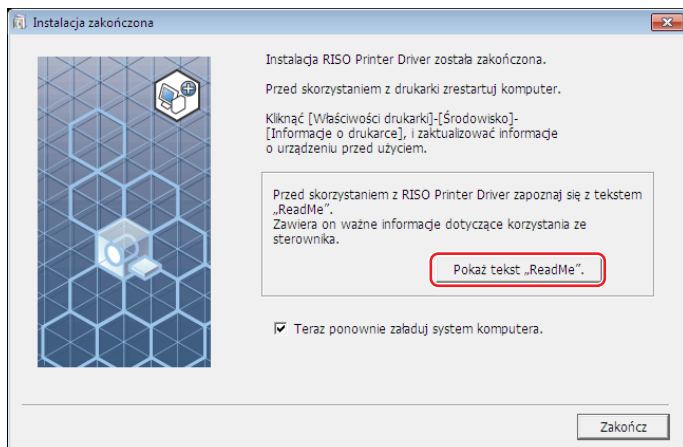 Instalacja zakończona
Instalacja RISO Printer Driver została zakończona.
Przed skorzystaniem z drukarki zrestartuj komputer.
Kliknąć [Właściwości drukarki]-[Środowisko]-
[Informacje o drukarce], i zaktualizować informacje
o urządzeniu przed użyciem.
Przed skorzystaniem z RISO Printer Driver zapoznaj się z tekstem
„ReadMe”.
Zawiera on ważne informacje dotyczące korzystania ze
sterownika.
Pokaż tekst „ReadMe”.
Teraz ponownie załaduj system komputera.
Zakończ